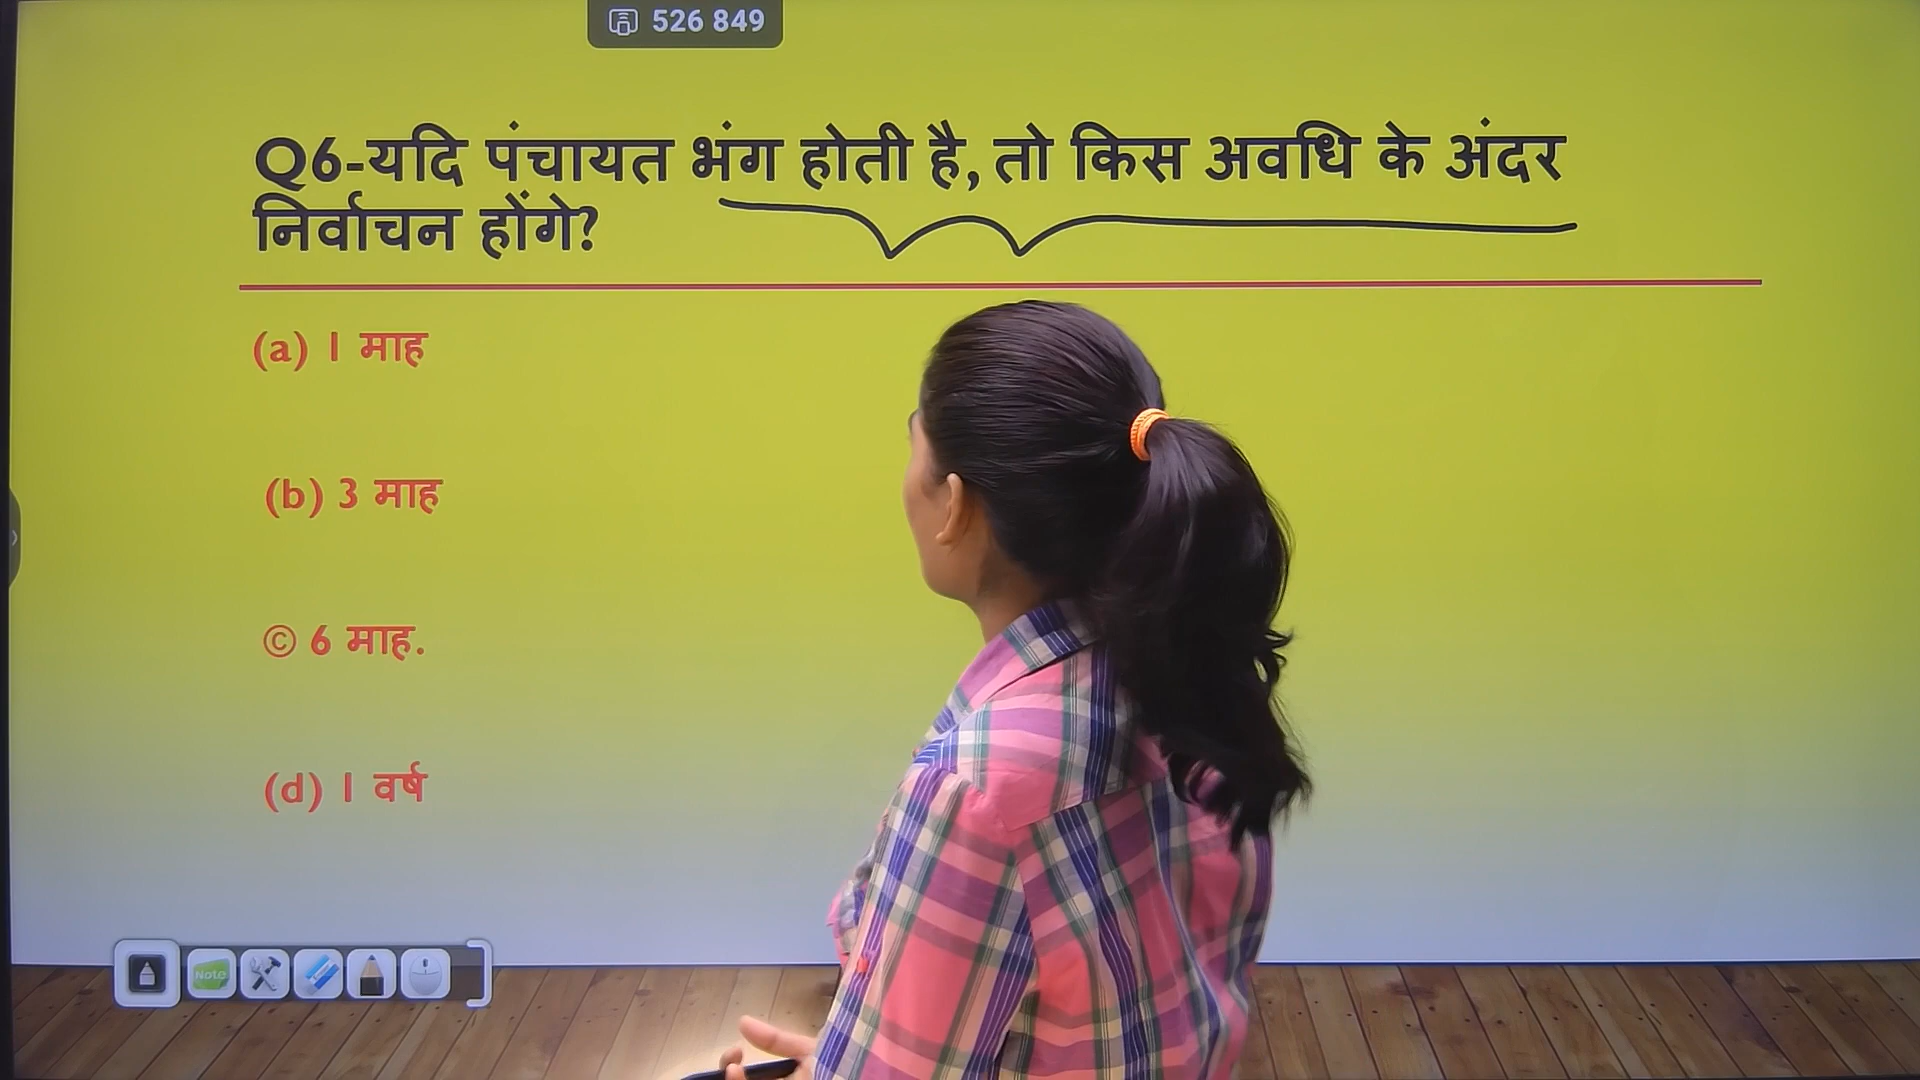 526 849
Q6-यदि पंचायत भंग होती है, तो किस अवधि के अंदर
निर्वाचन होंगे?
(a) 1 माह
(b) 3 माह
© 6 माह.
(d) 1 वर्ष
Note